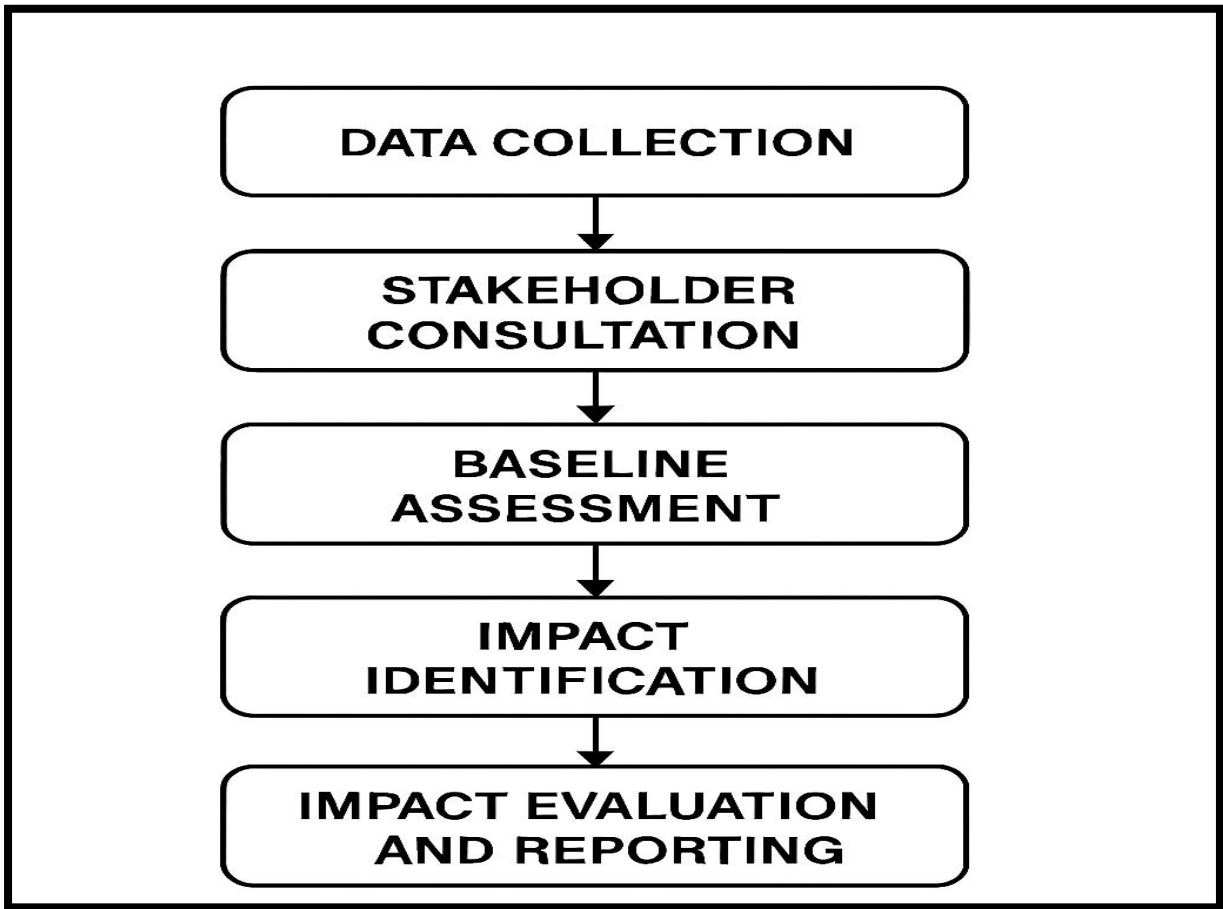 DATA COLLECTION
STAKEHOLDER
CONSULTATION
BASELINE
ASSESSMENT
IMPACT
IDENTIFICATION
IMPACT EVALUATION
AND REPORTING